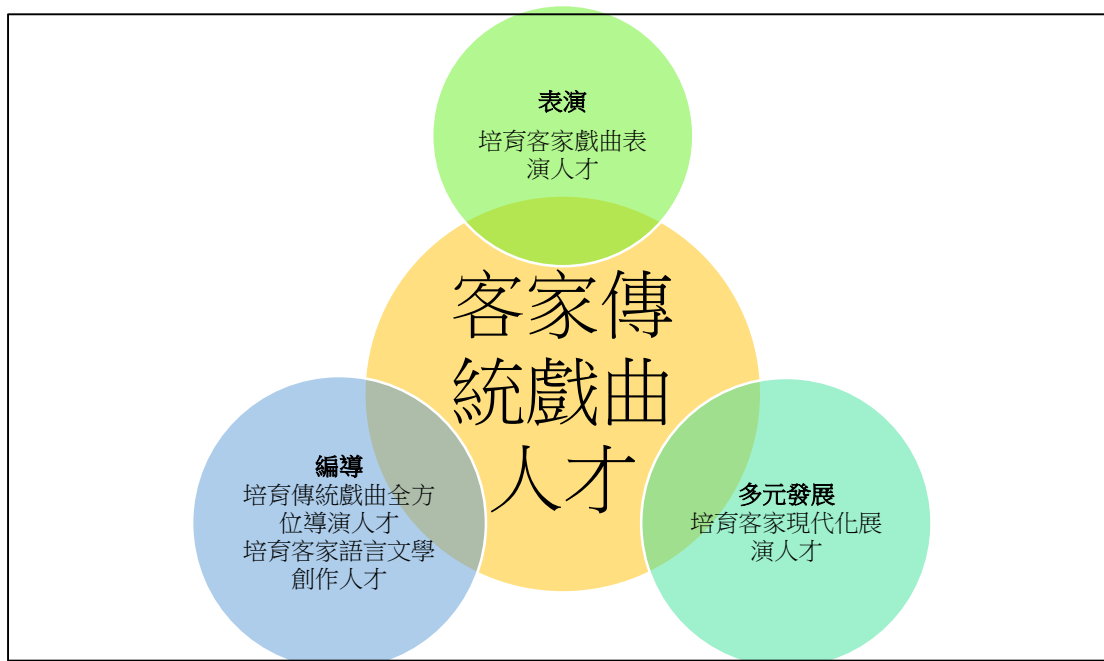 表演
培育客家戲曲表
演人才
客家傳
統戲曲
人才
編導
培育傳統戲曲全方
位導演人才
培育客家語言文學
創作人才
多元發展
培育客家現代化展
演人才